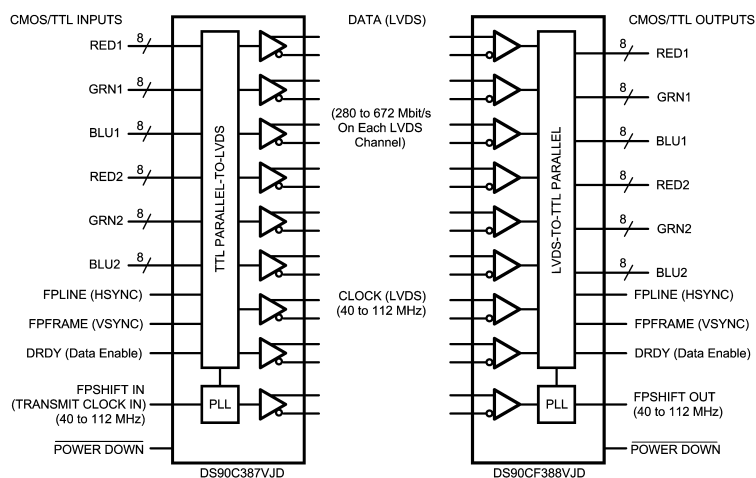 CMOS/TTL INPUTS
DATA (LVDS)
CMOS/TTL OUTPUTS
8
RED1
8
GRN1
8
BLU1
8
RED2
8
GRN2
8
BLU2
FPLINE (HSYNC)
FPFRAME (VSYNC)
DRDY (Data Enable)
FPSHIFT IN
(TRANSMIT CLOCK IN)
(40 to 112 MHz)
POWER DOWN
TTL PARALLEL-TO-LVDS
PLL
DS90C387VJD
(280 to 672 Mbit/s
On Each LVDS
Channel)
CLOCK (LVDS)
(40 to 112 MHz)
LVDS-TO-TTL PARALLEL
PLL
DS90CF388VJD
8
RED1
8
GRN1
8
BLU1
8
RED2
8
GRN2
8
BLU2
FPLINE (HSYNC)
FPFRAME (VSYNC)
DRDY (Data Enable)
FPSHIFT OUT
(40 to 112 MHz)
POWER DOWN